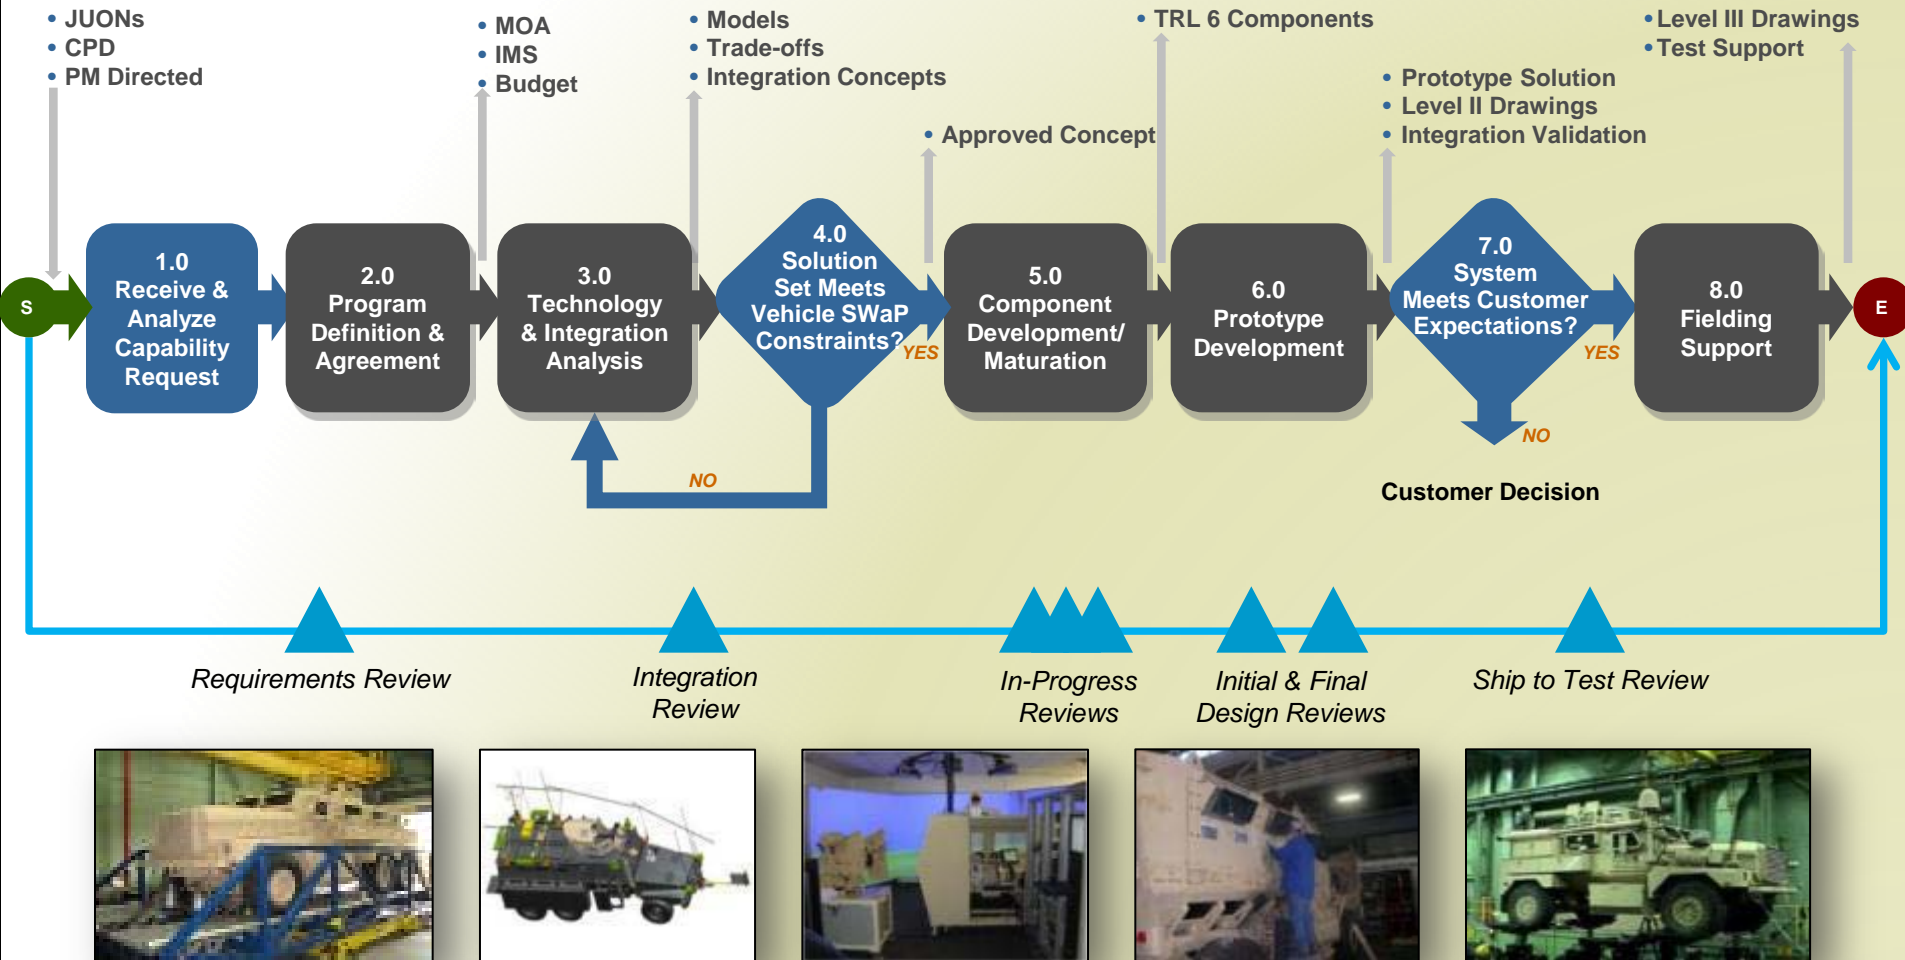 • JUONs
• CPD
• PM Directed
• MOA
• IMS
• Budget
• Models
• Trade-offs
• Integration Concepts
• Approved Concept
• TRL 6 Components
• Prototype Solution
• Level II Drawings
• Integration Validation
• Level III Drawings
• Test Support
S
1.0
Receive &
Analyze
Capability
Request
2.0
Program
Definition &
Agreement
3.0
Technology
& Integration
Analysis
4.0
Solution
Set Meets
Vehicle SWaP
Constraints?
YES
NO
5.0
Component
Development/
Maturation
6.0
Prototype
Development
7.0
System
Meets Customer
Expectations?
YES
NO
Customer Decision
8.0
Fielding
Support
E
Requirements Review
Integration
Review
In-Progress
Reviews
Initial & Final
Design Reviews
Ship to Test Review